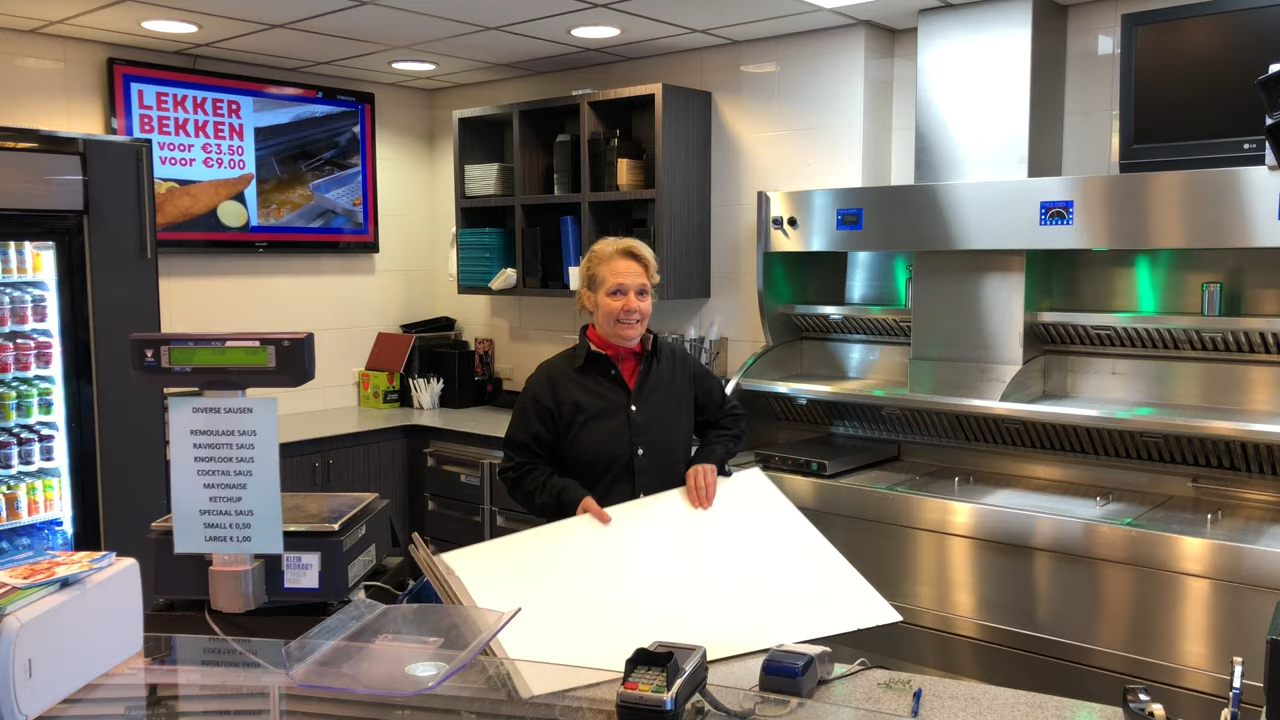 LEKKER
BEKKEN
voor €3.50
voor €9.00
DIVERSE SAUSEN
REMOULADE SAUS
RAVIGOTTE SAUS
KNOFLOOK SAUS
COCKTAIL SAUS
MAYONAISE
KETCHUP
SPECIAAL SAUS
SMALL € 0,50
LARGE € 1,00
KLEIN
BEDRAG?
LG